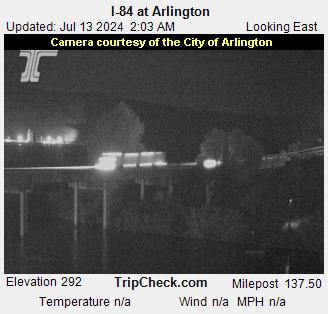 I-84 at Arlington
Updated: Jul 13 2024 2:03 AM Looking East
Camera courtesy of the City of Arlington
Elevation 292 TripCheck.com Milepost 137.50
Temperature n/a Wind n/a MPH n/a